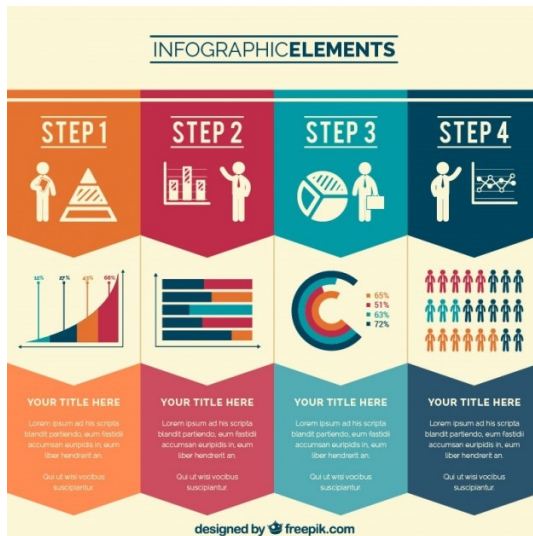 INFOGRAPHICELEMENTS
STEP 1
STEP 2
STEP 3
STEP 4
12% 27% 45% 66%
65%
51%
63%
72%
YOUR TITLE HERE
Lorem ipsum ad his scripta
blandit partiendo, eum fastidii
accumsan euripidis in, eum
liber hendrerit an.
Qui ut wisi vocibus
suscipiantur.
YOUR TITLE HERE
Lorem ipsum ad his scripta
blandit partiendo, eum fastidii
accumsan euripidis in, eum
liber hendrerit an.
Qui ut wisi vocibus
suscipiantur.
YOUR TITLE HERE
Lorem ipsum ad his scripta
blandit partiendo, eum fastidii
accumsan euripidis in, eum
liber hendrerit an.
Qui ut wisi vocibus
suscipiantur.
YOUR TITLE HERE
Lorem ipsum ad his scripta
blandit partiendo, eum fastidii
accumsan euripidis in, eum
liber hendrerit an.
Qui ut wisi vocibus
suscipiantur.
designed by freepik.com